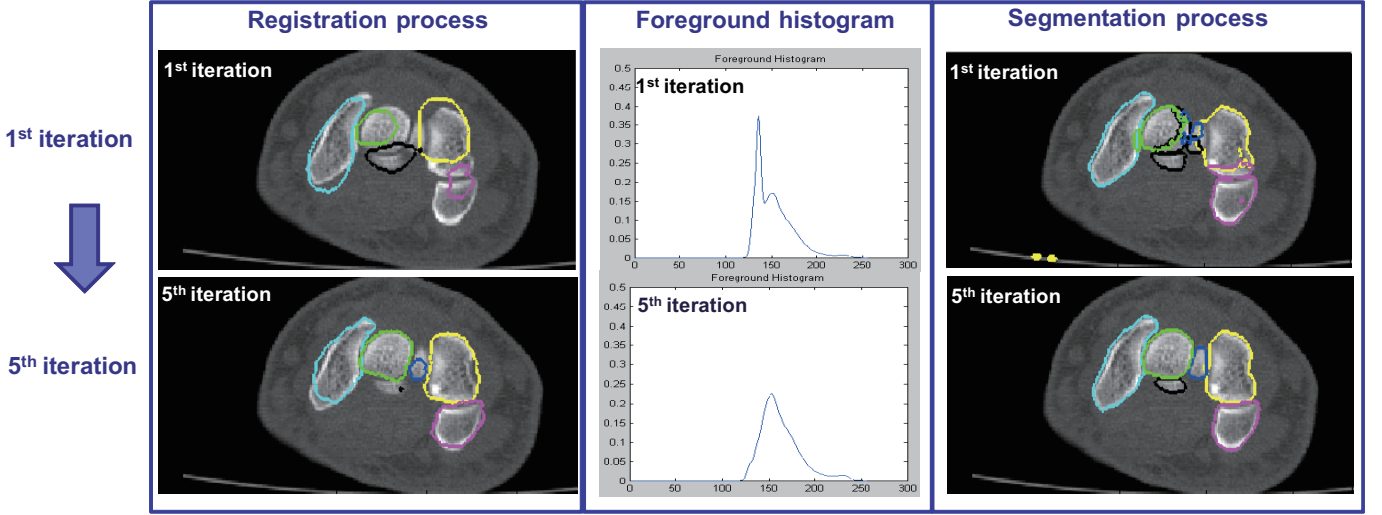 Registration process
Foreground histogram
Segmentation process
1st iteration
5th iteration
1st iteration
5th iteration
Foreground Histogram
1st iteration
0.5
0.45
0.4
0.35
0.3
0.25
0.2
0.15
0.1
0.05
0
0 50 100 150 200 250 300
Foreground Histogram
5th iteration
0.5
0.45
0.4
0.35
0.3
0.25
0.2
0.15
0.1
0.05
0
0 50 100 150 200 250 300
1st iteration
5th iteration